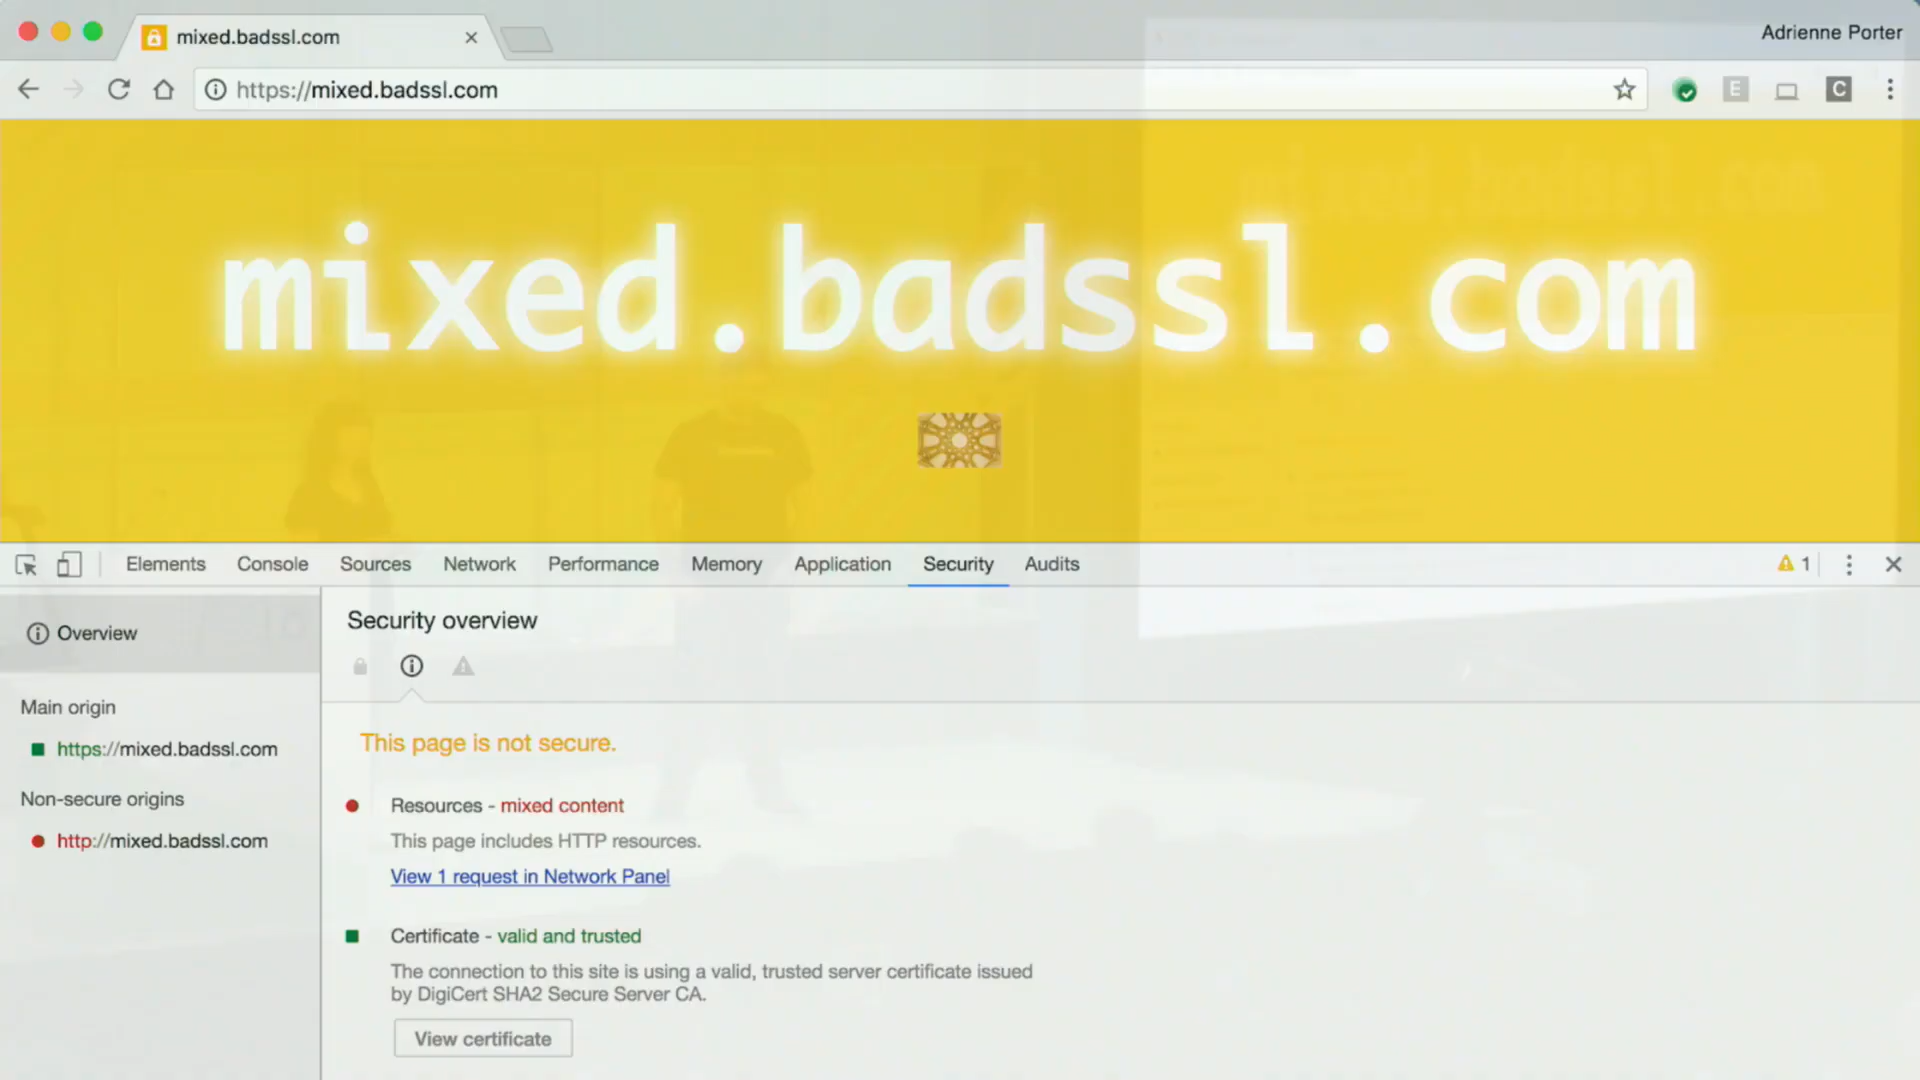 mixed.badssl.com
Adrienne Porter
https://mixed.badssl.com
E
C
mixed.badssl.com
mixed.badssl.com
Elements Console Sources Network Performance Memory Application Security Audits 1
Overview
Security overview
Main origin
https://mixed.badssl.com
Non-secure origins
http://mixed.badssl.com
This page is not secure.
Resources - mixed content
This page includes HTTP resources.
View 1 request in Network Panel
Certificate - valid and trusted
The connection to this site is using a valid, trusted server certificate issued
by DigiCert SHA2 Secure Server CA.
View certificate